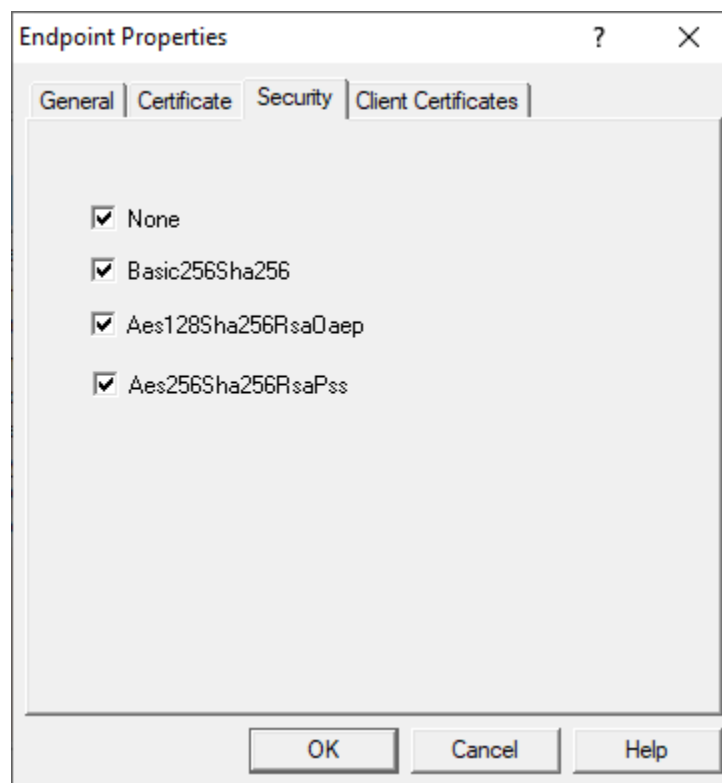 Endpoint Properties ?
General Certificate Security Client Certificates
None
Basic256Sha256
Aes128Sha256RsaOaep
Aes256Sha256RsaPss
OK Cancel Help